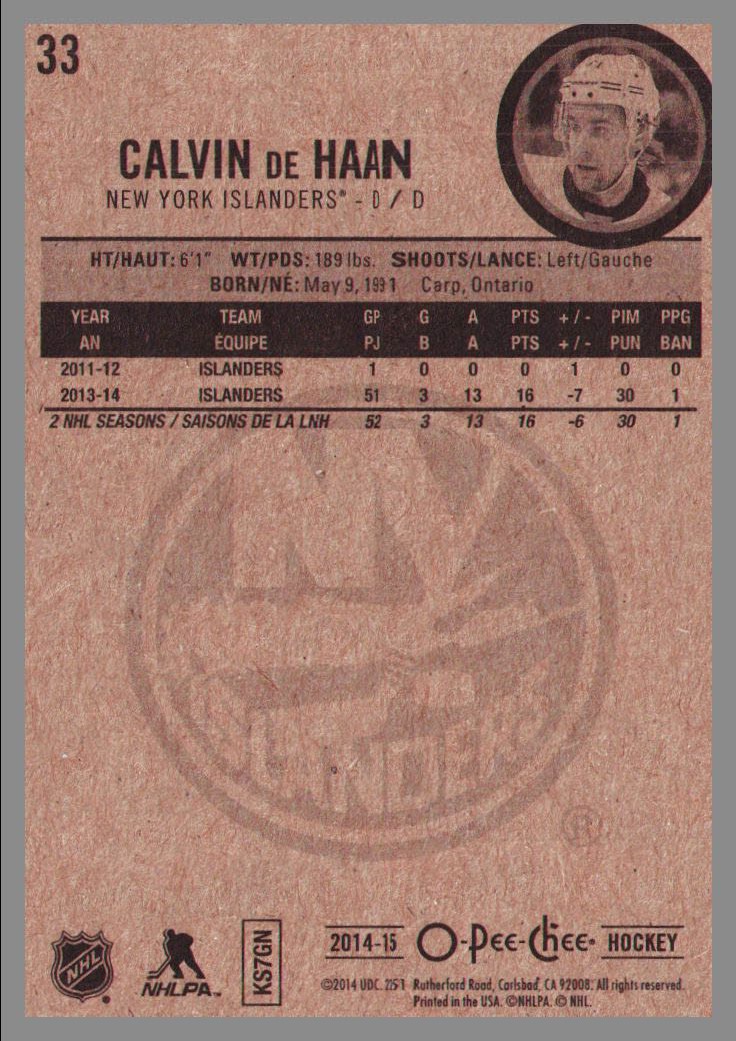 33
CALVIN DE HAAN
NEW YORK ISLANDERS® - D / D
HT/HAUT: 6'1" WT/PDS: 189 lbs. SHOOTS/LANCE: Left/Gauche
BORN/NÉ: May 9, 1991 Carp, Ontario
YEAR TEAM GP G A PTS +/- PIM PPG
AN ÉQUIPE PJ B A PTS +/- PUN BAN
2011-12 ISLANDERS 1 0 0 0 1 0 0
2013-14 ISLANDERS 51 3 13 16 -7 30 1
2 NHL SEASONS / SAISONS DE LA LNH 52 3 13 16 -6 30 1
NY
ISLANDERS
®
NHL
NHLPA
KS7GN
2014-15 O-Pee-Chee® HOCKEY
©2014 UDC. 2251 Rutherford Road, Carlsbad, CA 92008. All rights reserved.
Printed in the USA. ©NHLPA. © NHL.